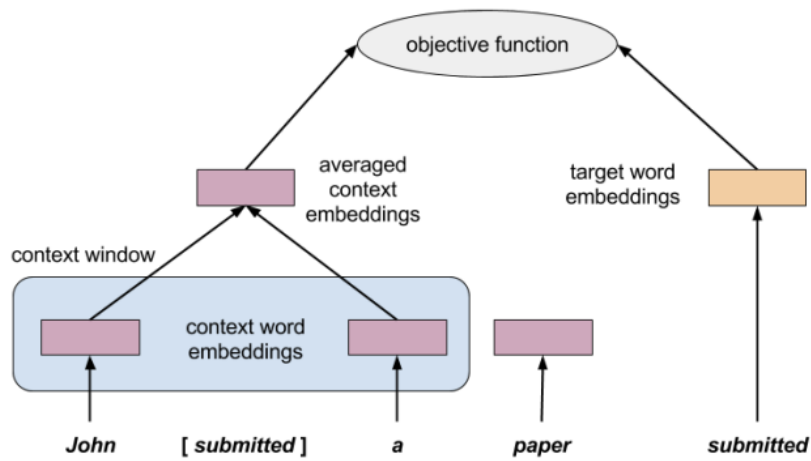 objective function
averaged
context
embeddings
target word
embeddings
context window
context word
embeddings
John [ submitted ] a paper submitted